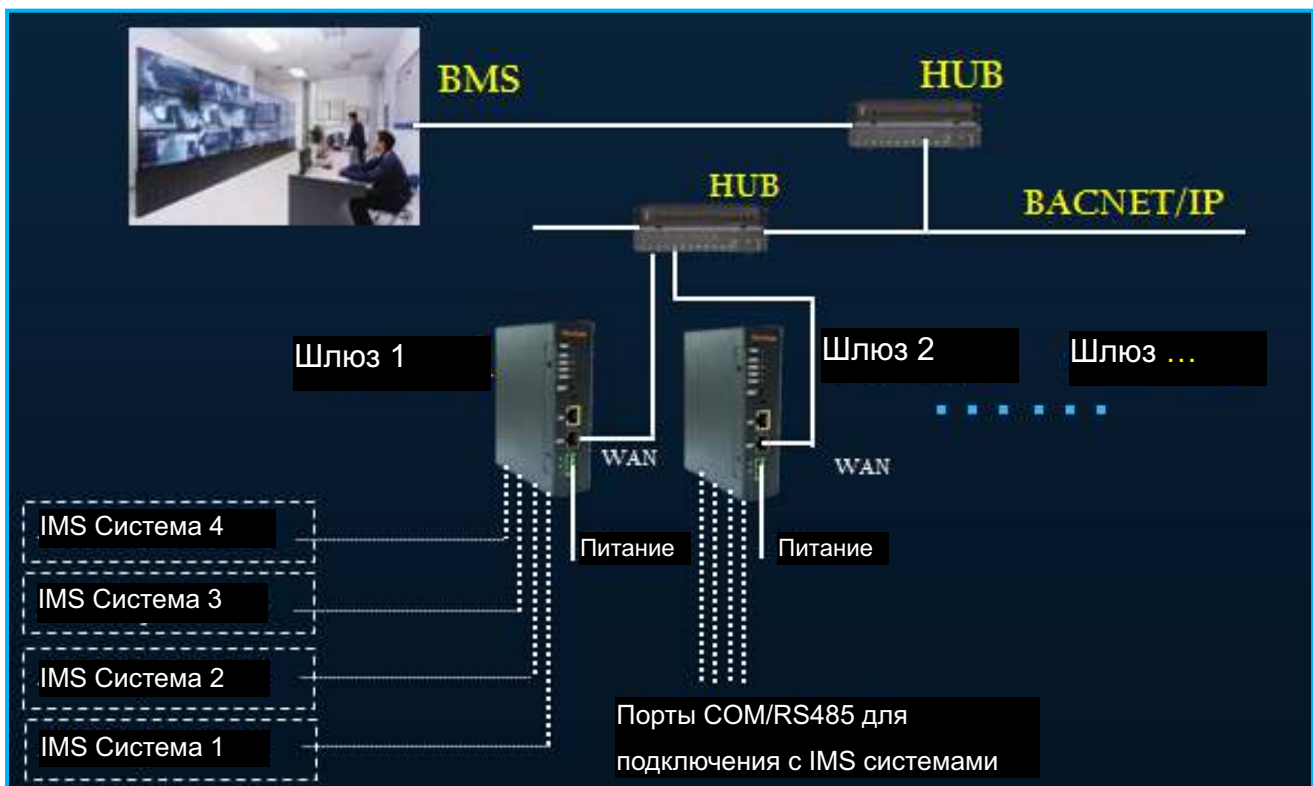 BMS
HUB
HUB
BACNET/IP
Шлюз 1
Шлюз 2
Шлюз ...
WAN
WAN
IMS Система 4
Питание
Питание
IMS Система 3
IMS Система 2
IMS Система 1
Порты COM/RS485 для
подключения с IMS системами